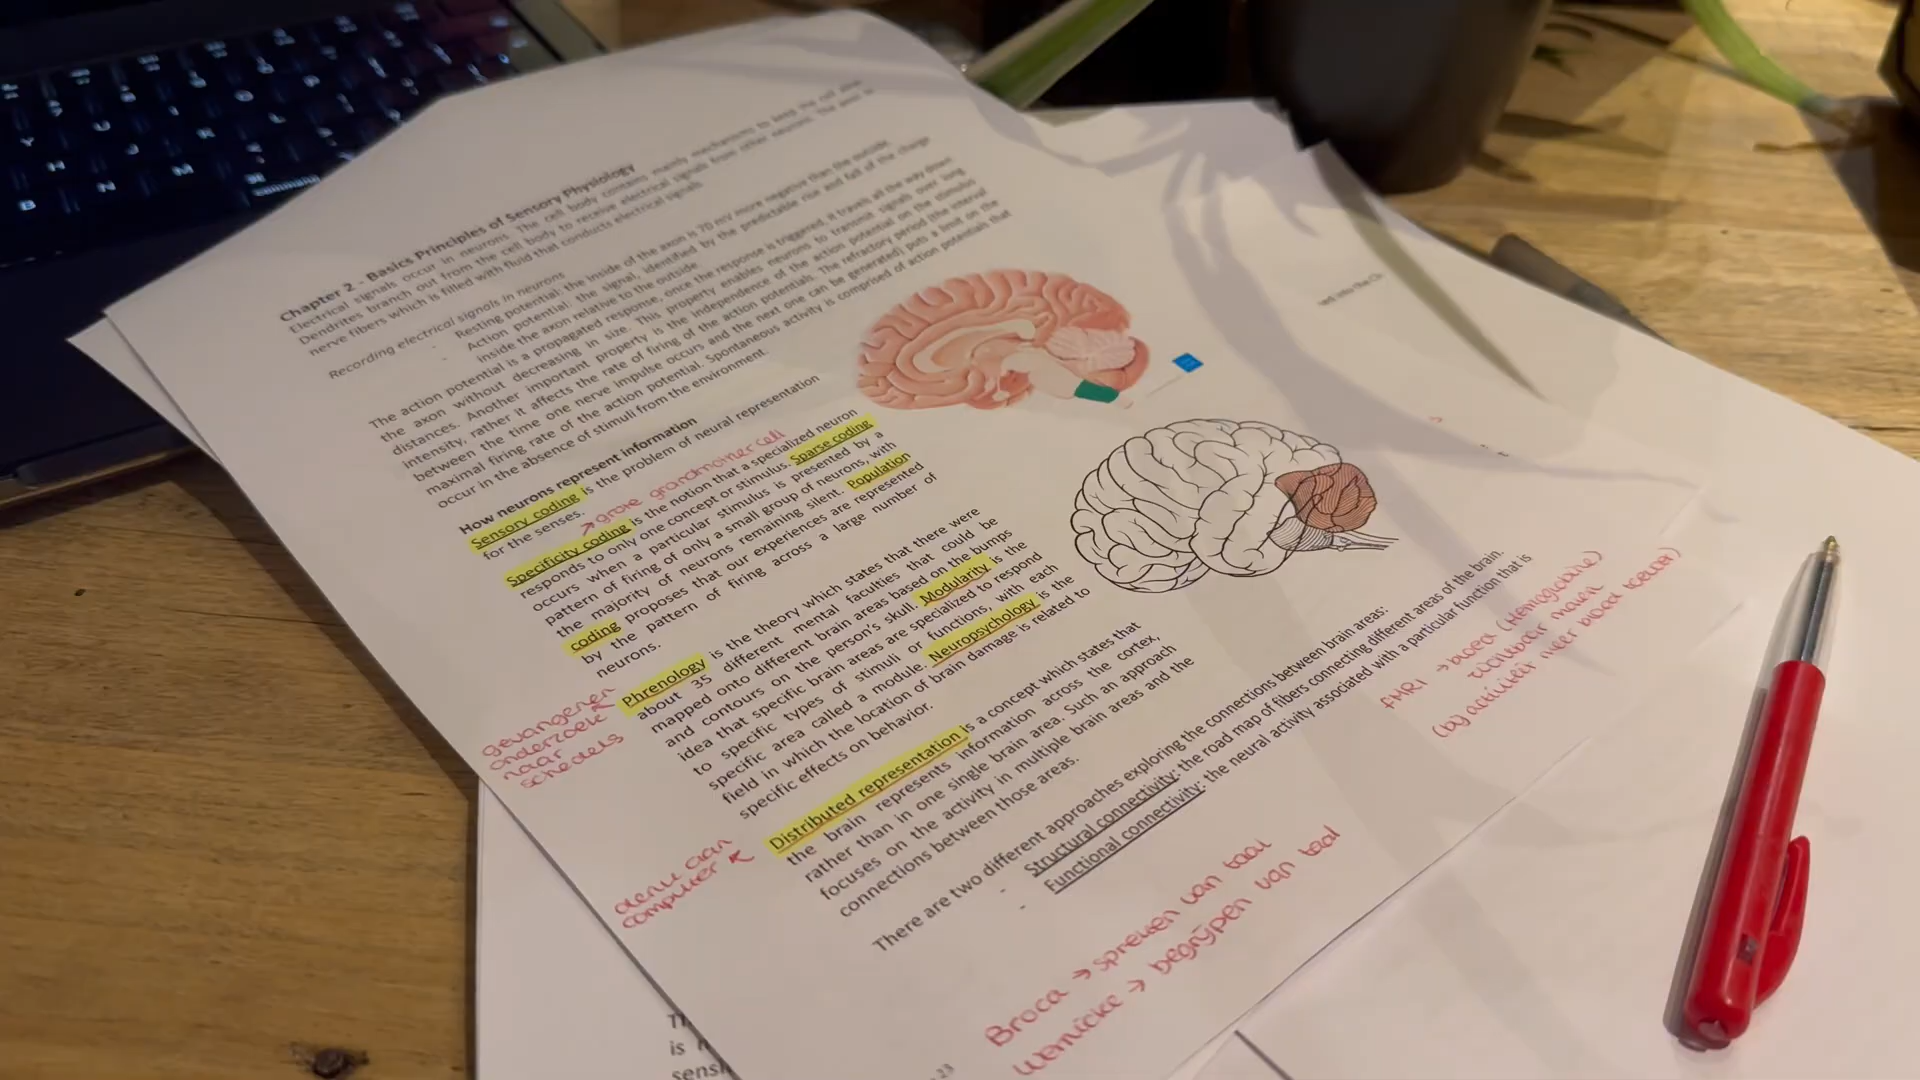 Chapter 2 - Basics Principles of Sensory Physiology
Electrical signals occur in neurons. The cell body contains mainly mechanisms to keep the cell alive.
Dendrites branch out from the cell body to receive electrical signals from other neurons. The axon or
nerve fibers which is filled with fluid that conducts electrical signals.
Recording electrical signals in neurons
- Resting potential: the inside of the axon is 70 mV more negative than the outside.
- Action potential: the signal, identified by the predictable rise and fall of the charge
inside the axon relative to the outside.
The action potential is a propagated response, once the response is triggered, it travels all the way down
the axon without decreasing in size. This property enables neurons to transmit signals over long
distances. Another important property is the independence of the action potential on the stimulus
intensity, rather it affects the rate of firing of the action potentials. The refractory period (the interval
between the time one nerve impulse occurs and the next one can be generated) puts a limit on the
maximal firing rate of the action potential. Spontaneous activity is comprised of action potentials that
occur in the absence of stimuli from the environment.
How neurons represent information
Sensory coding is the problem of neural representation
for the senses.
→ grote grandmother cell
Specificity coding is the notion that a specialized neuron
responds to only one concept or stimulus. Sparse coding
occurs when a particular stimulus is presented by a
pattern of firing of only a small group of neurons, with
the majority of neurons remaining silent. Population
coding proposes that our experiences are represented
by the pattern of firing across a large number of
neurons.
Phrenology is the theory which states that there were
about 35 different mental faculties that could be
mapped onto different brain areas based on the bumps
and contours on the person's skull. Modularity is the
idea that specific brain areas are specialized to respond
to specific types of stimuli or functions, with each
specific area called a module. Neuropsychology is the
field in which the location of brain damage is related to
specific effects on behavior.
gevangenen
onderzoek
naar
schedels
Distributed representation is a concept which states that
the brain represents information across the cortex,
rather than in one single brain area. Such an approach
focuses on the activity in multiple brain areas and the
connections between those areas.
denk aan
computer
There are two different approaches exploring the connections between brain areas:
- Structural connectivity: the road map of fibers connecting different areas of the brain.
- Functional connectivity: the neural activity associated with a particular function that is
FMRI → bloed (Hemoglobine)
zichtbaar maken
(bij activiteit meer bloed toevoer)
Broca → spreken van taal
Wernicke → begrijpen van taal
23
command